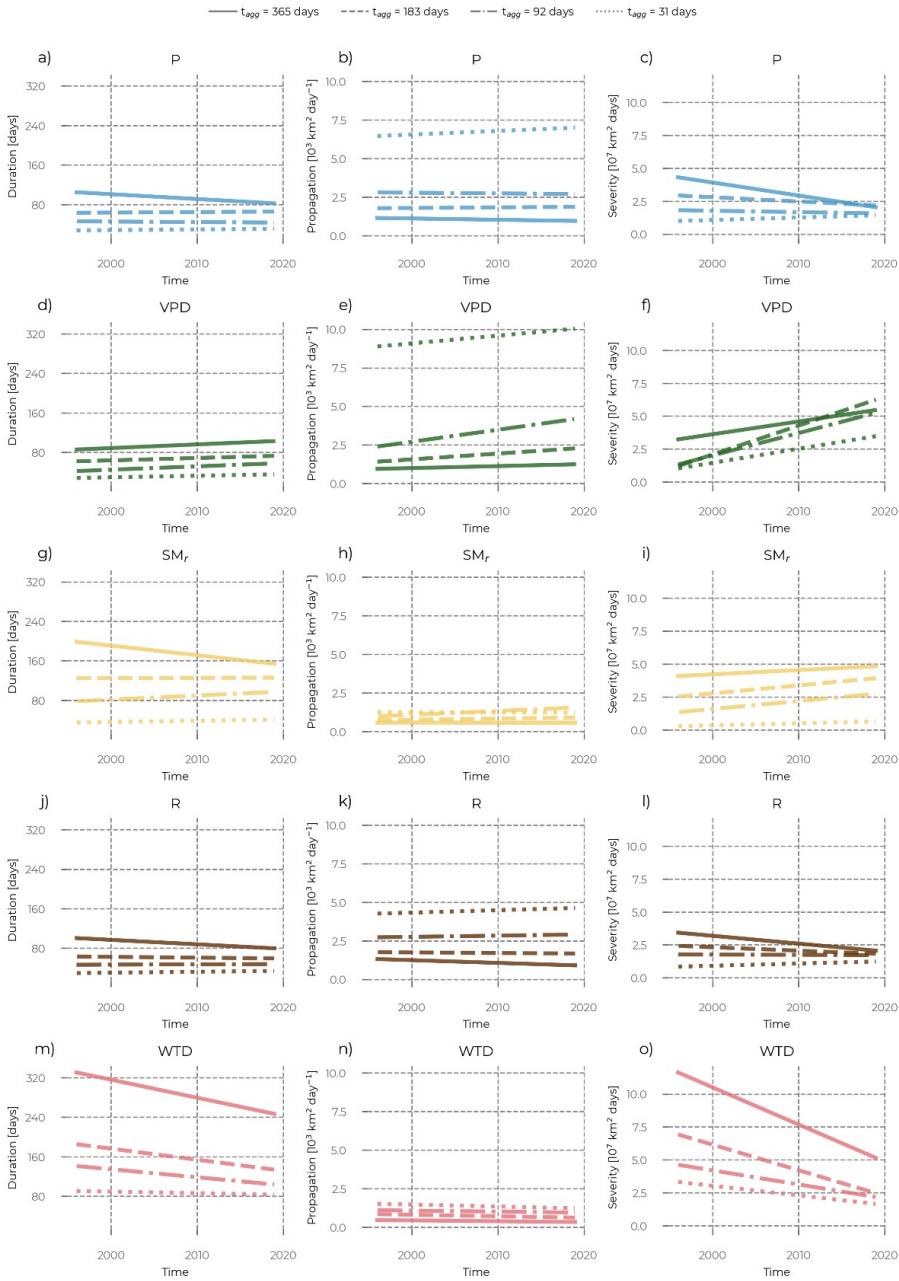 t_agg = 365 days t_agg = 183 days t_agg = 92 days t_agg = 31 days
a) P b) P c) P
Duration [days] 320 240 160 80 2000 2010 2020 Time
Propagation [10³ km² day⁻¹] 10.0 7.5 5.0 2.5 0.0 2000 2010 2020 Time
Severity [10⁷ km² days] 10.0 7.5 5.0 2.5 0.0 2000 2010 2020 Time
d) VPD e) VPD f) VPD
Duration [days] 320 240 160 80 2000 2010 2020 Time
Propagation [10³ km² day⁻¹] 10.0 7.5 5.0 2.5 0.0 2000 2010 2020 Time
Severity [10⁷ km² days] 10.0 7.5 5.0 2.5 0.0 2000 2010 2020 Time
g) SMᵣ h) SMᵣ i) SMᵣ
Duration [days] 320 240 160 80 2000 2010 2020 Time
Propagation [10³ km² day⁻¹] 10.0 7.5 5.0 2.5 0.0 2000 2010 2020 Time
Severity [10⁷ km² days] 10.0 7.5 5.0 2.5 0.0 2000 2010 2020 Time
j) R k) R l) R
Duration [days] 320 240 160 80 2000 2010 2020 Time
Propagation [10³ km² day⁻¹] 10.0 7.5 5.0 2.5 0.0 2000 2010 2020 Time
Severity [10⁷ km² days] 10.0 7.5 5.0 2.5 0.0 2000 2010 2020 Time
m) WTD n) WTD o) WTD
Duration [days] 320 240 160 80 2000 2010 2020 Time
Propagation [10³ km² day⁻¹] 10.0 7.5 5.0 2.5 0.0 2000 2010 2020 Time
Severity [10⁷ km² days] 10.0 7.5 5.0 2.5 0.0 2000 2010 2020 Time